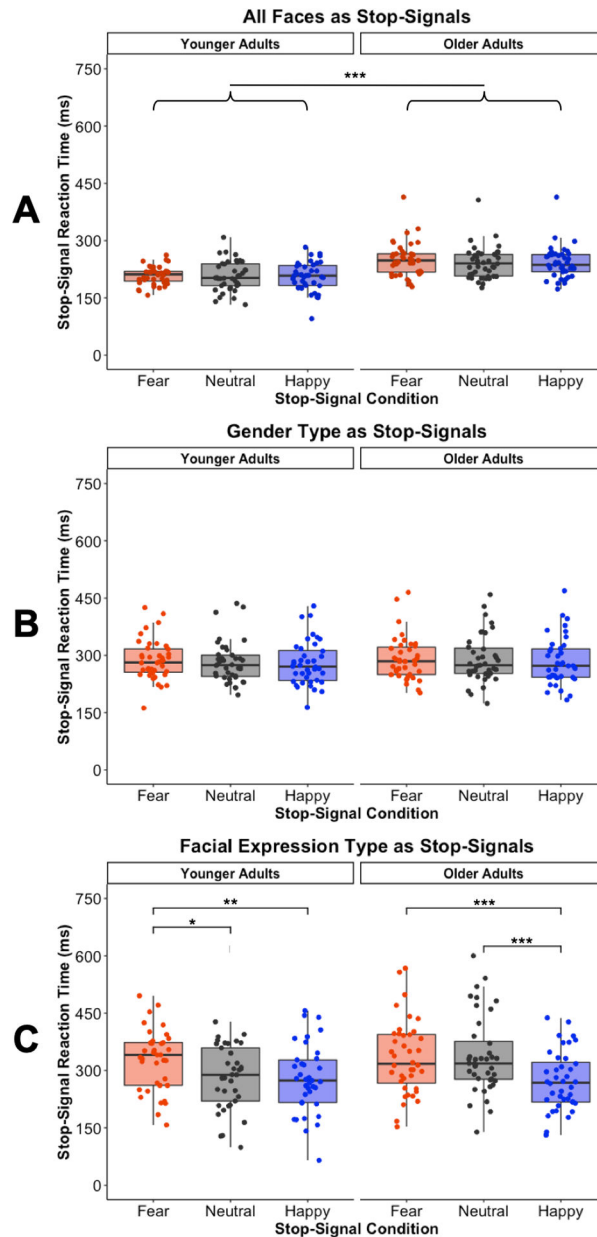 All Faces as Stop-Signals
Younger Adults Older Adults
***
A
Stop-Signal Reaction Time (ms)
750
600
450
300
150
0
Fear Neutral Happy Fear Neutral Happy
Stop-Signal Condition
Gender Type as Stop-Signals
Younger Adults Older Adults
B
Stop-Signal Reaction Time (ms)
750
600
450
300
150
0
Fear Neutral Happy Fear Neutral Happy
Stop-Signal Condition
Facial Expression Type as Stop-Signals
Younger Adults Older Adults
** ***
* ***
C
Stop-Signal Reaction Time (ms)
750
600
450
300
150
0
Fear Neutral Happy Fear Neutral Happy
Stop-Signal Condition